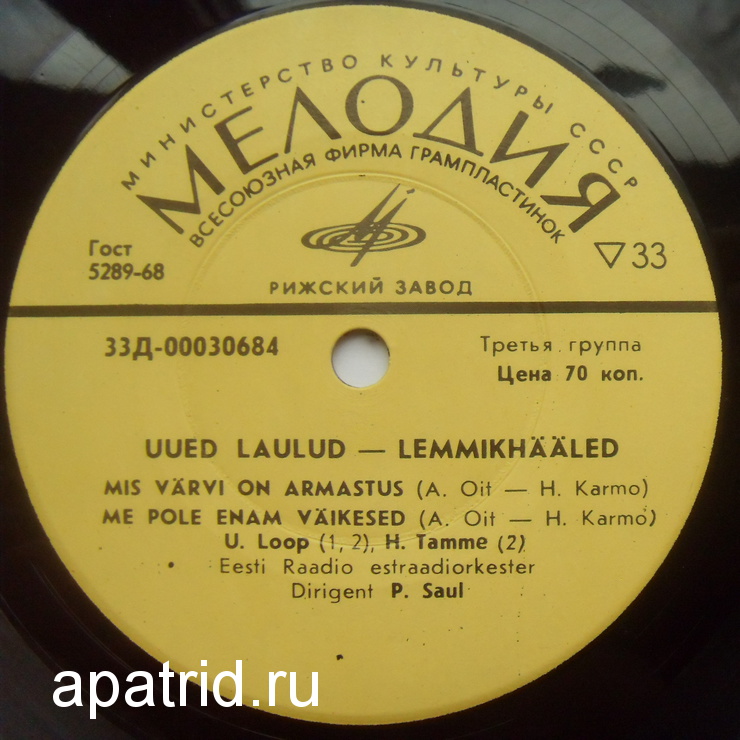 МИНИСТЕРСТВО КУЛЬТУРЫ СССР
МЕЛОДИЯ
ВСЕСОЮЗНАЯ ФИРМА ГРАМПЛАСТИНОК
Гост
5289-68
▽33
РИЖСКИЙ ЗАВОД
33Д-00030684
Третья группа
Цена 70 коп.
UUED LAULUD — LEMMIKHÄÄLED
MIS VÄRVI ON ARMASTUS (A. Oit — H. Karmo)
ME POLE ENAM VÄIKESED (A. Oit — H. Karmo)
U. Loop (1, 2), H. Tamme (2)
Eesti Raadio estraadiorkester
Dirigent P. Saul
apatrid.ru